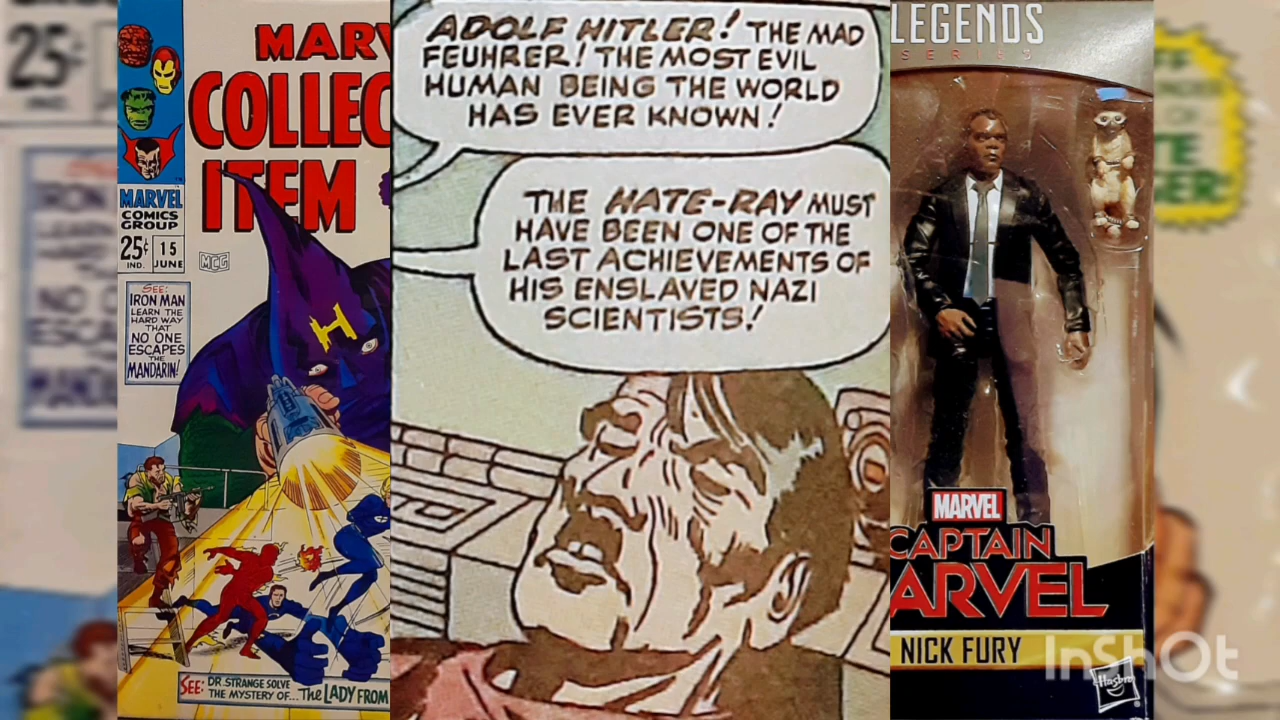 25¢
MARV
COLLEC
ITEM
MARVEL
COMICS
GROUP
25¢
IND.
15
JUNE
MCG
SEE:
IRON MAN
LEARN THE
HARD WAY
THAT
NO ONE
ESCAPES
THE
MANDARIN!
H
SEE: DR. STRANGE SOLVE
THE MYSTERY OF... The LADY FROM
ADOLF HITLER! THE MAD
FEUHRER! THE MOST EVIL
HUMAN BEING THE WORLD
HAS EVER KNOWN!
THE HATE-RAY MUST
HAVE BEEN ONE OF THE
LAST ACHIEVEMENTS OF
HIS ENSLAVED NAZI
SCIENTISTS!
LEGENDS
SERIES
MARVEL
CAPTAIN
ARVEL
NICK FURY
Hasbro
InShOt